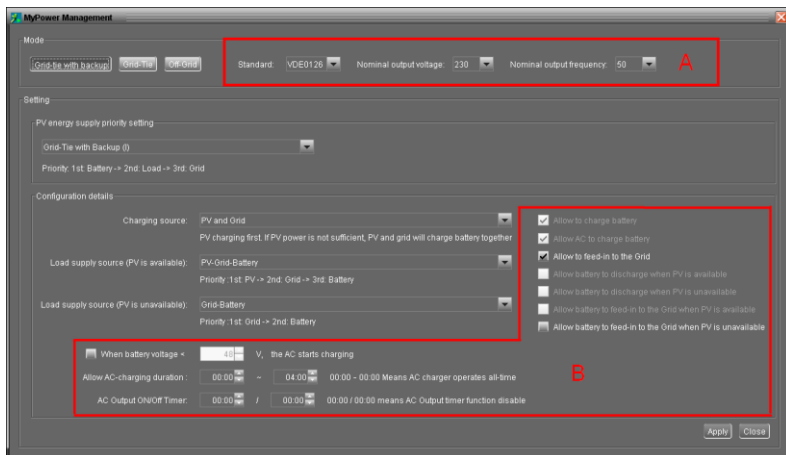 MyPower Management
Mode
Grid-tie with backup Grid-Tie Off-Grid Standard: VDE0126 Nominal output voltage: 230 Nominal output frequency: 50 A
Setting
PV energy supply priority setting
Grid-Tie with Backup (I)
Priority: 1st: Battery -> 2nd: Load -> 3rd: Grid
Configuration details
Charging source: PV and Grid
PV charging first. If PV power is not sufficient, PV and grid will charge battery together
Load supply source (PV is available): PV-Grid-Battery
Priority :1st: PV -> 2nd: Grid -> 3rd: Battery
Load supply source (PV is unavailable): Grid-Battery
Priority :1st: Grid -> 2nd: Battery
Allow to charge battery
Allow AC to charge battery
Allow to feed-in to the Grid
Allow battery to discharge when PV is available
Allow battery to discharge when PV is unavailable
Allow battery to feed-in to the Grid when PV is available
Allow battery to feed-in to the Grid when PV is unavailable
When battery voltage < 48 V, the AC starts charging
Allow AC-charging duration : 00:00 ~ 04:00 00:00 - 00:00 Means AC charger operates all-time
AC Output ON/Off Timer: 00:00 / 00:00 00:00 / 00:00 means AC Output timer function disable
B
Apply Close